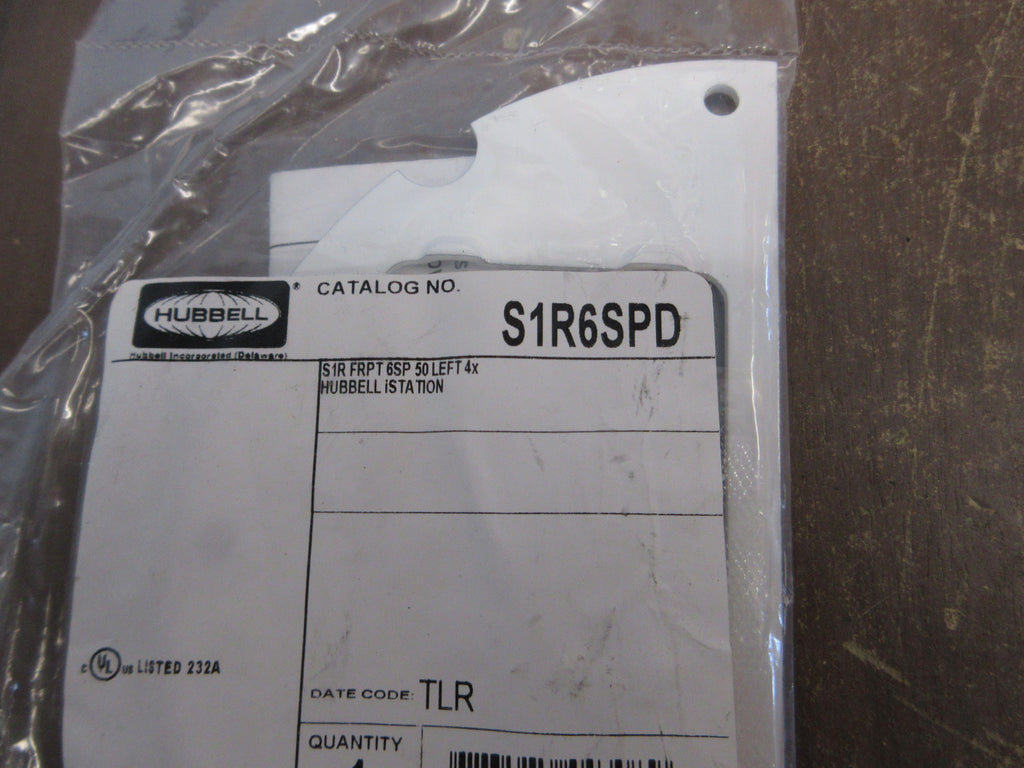 HUBBELL
®
Hubbell Incorporated (Delaware)
CATALOG NO.
S1R6SPD
S1R FRPT 6SP 50 LEFT 4x
HUBBELL iSTATION
c UL us LISTED 232A
DATE CODE: TLR
QUANTITY